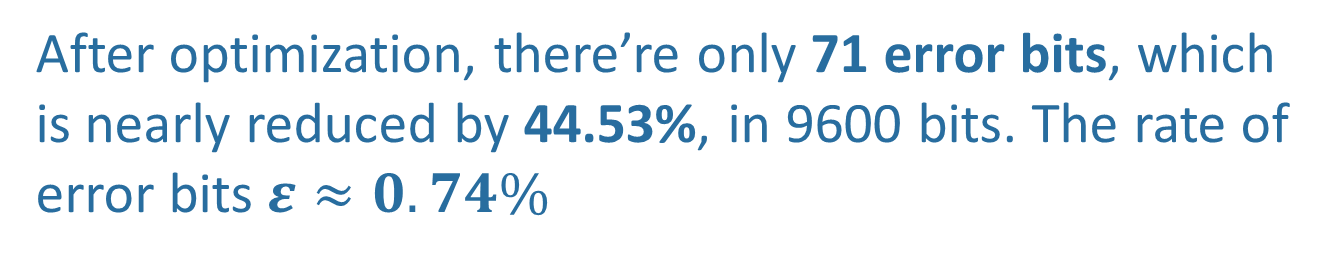 After optimization, there’re only 71 error bits, which
is nearly reduced by 44.53%, in 9600 bits. The rate of
error bits ε ≈ 0.74%